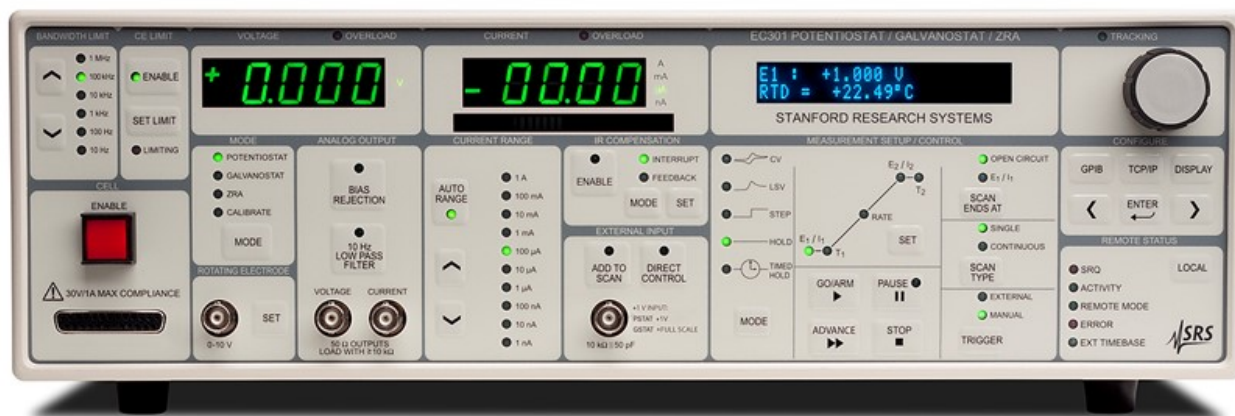 BANDWIDTH LIMIT
1 MHz
100 kHz
10 kHz
1 kHz
100 Hz
10 Hz
CE LIMIT
ENABLE
SET LIMIT
LIMITING
VOLTAGE
OVERLOAD
+ 0.000 V
CURRENT
OVERLOAD
- 00.00
A
mA
µA
nA
EC301 POTENTIOSTAT / GALVANOSTAT / ZRA
E1 : +1.000 V
RTD = +22.49°C
STANFORD RESEARCH SYSTEMS
TRACKING
CELL
ENABLE
30V/1A MAX COMPLIANCE
MODE
POTENTIOSTAT
GALVANOSTAT
ZRA
CALIBRATE
MODE
ROTATING ELECTRODE
SET
0–10 V
ANALOG OUTPUT
BIAS
REJECTION
10 Hz
LOW PASS
FILTER
VOLTAGE CURRENT
50 Ω OUTPUTS
LOAD WITH ≥10 kΩ
CURRENT RANGE
AUTO
RANGE
1 A
100 mA
10 mA
1 mA
100 µA
10 µA
1 µA
100 nA
10 nA
1 nA
IR COMPENSATION
ENABLE
INTERRUPT
FEEDBACK
MODE SET
EXTERNAL INPUT
ADD TO
SCAN
DIRECT
CONTROL
+1 V INPUT:
PSTAT +1V
GSTAT +FULL SCALE
10 kΩ || 50 pF
MEASUREMENT SETUP / CONTROL
CV
LSV
STEP
HOLD
TIMED
HOLD
MODE
E2 / I2
T2
RATE
E1 / I1
T1
SET
GO/ARM
PAUSE
ADVANCE
STOP
OPEN CIRCUIT
E1 / I1
SCAN
ENDS AT
SINGLE
CONTINUOUS
SCAN
TYPE
EXTERNAL
MANUAL
TRIGGER
CONFIGURE
GPIB TCP/IP DISPLAY
ENTER
REMOTE STATUS
SRQ
ACTIVITY
REMOTE MODE
ERROR
EXT TIMEBASE
LOCAL
SRS